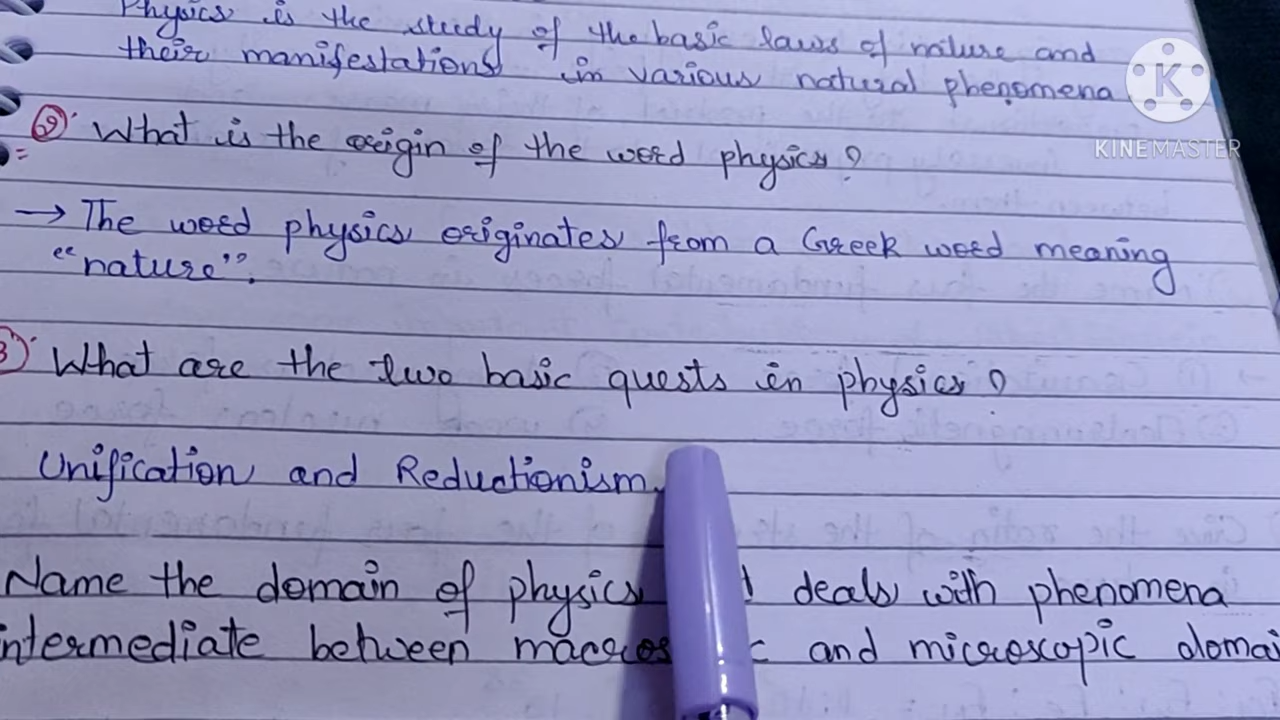 Physics is the study of the basic laws of nature and
their manifestations in various natural phenomena
K
KINEMASTER
2) What is the origin of the word physics?
→ The word physics originates from a Greek word meaning
"nature".
3) What are the two basic quests in physics?
Unification and Reductionism.
Name the domain of physics deals with phenomena
intermediate between and microscopic